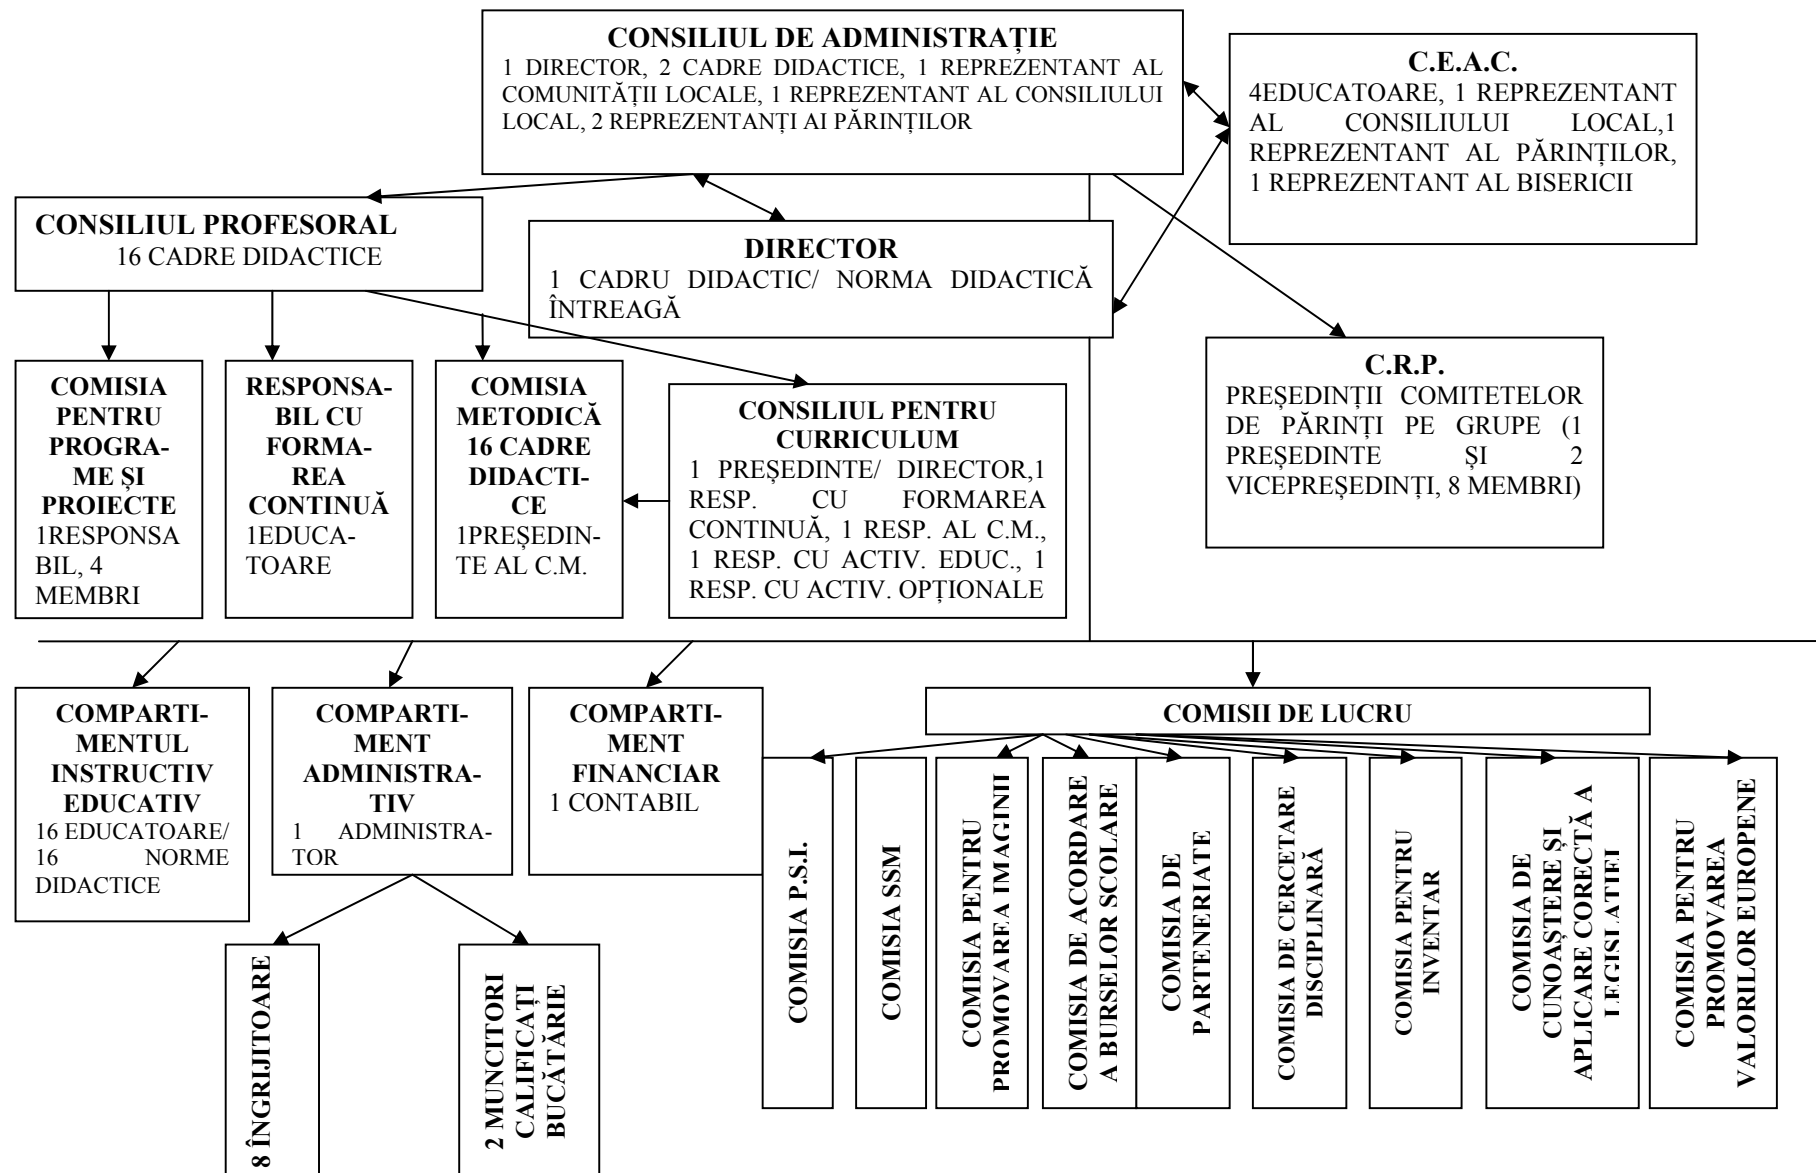 CONSILIUL DE ADMINISTRAȚIE
1 DIRECTOR, 2 CADRE DIDACTICE, 1 REPREZENTANT AL
COMUNITĂȚII LOCALE, 1 REPREZENTANT AL CONSILIULUI
LOCAL, 2 REPREZENTANȚI AI PĂRINȚILOR
C.E.A.C.
4EDUCATOARE, 1 REPREZENTANT
AL CONSILIULUI LOCAL,1
REPREZENTANT AL PĂRINȚILOR,
1 REPREZENTANT AL BISERICII
CONSILIUL PROFESORAL
16 CADRE DIDACTICE
DIRECTOR
1 CADRU DIDACTIC/ NORMA DIDACTICĂ
ÎNTREAGĂ
C.R.P.
PREȘEDINȚII COMITETELOR
DE PĂRINȚI PE GRUPE (1
PREȘEDINTE ȘI 2
VICEPREȘEDINȚI, 8 MEMBRI)
COMISIA
PENTRU
PROGRA-
ME ȘI
PROIECTE
1RESPONSA
BIL, 4
MEMBRI
RESPONSA-
BIL CU
FORMA-
REA
CONTINUĂ
1EDUCA-
TOARE
COMISIA
METODICĂ
16 CADRE
DIDACTI-
CE
1PREȘEDIN-
TE AL C.M.
CONSILIUL PENTRU
CURRICULUM
1 PREȘEDINTE/ DIRECTOR,1
RESP. CU FORMAREA
CONTINUĂ, 1 RESP. AL C.M.,
1 RESP. CU ACTIV. EDUC., 1
RESP. CU ACTIV. OPȚIONALE
COMPARTI-
MENTUL
INSTRUCTIV
EDUCATIV
16 EDUCATOARE/
16 NORME
DIDACTICE
COMPARTI-
MENT
ADMINISTRA-
TIV
1 ADMINISTRA-
TOR
COMPARTI-
MENT
FINANCIAR
1 CONTABIL
COMISII DE LUCRU
8 ÎNGRIJITOARE
2 MUNCITORI
CALIFICAȚI
BUCĂTĂRIE
COMISIA P.S.I.
COMISIA SSM
COMISIA PENTRU
PROMOVAREA IMAGINII
COMISIA DE ACORDARE
A BURSELOR SCOLARE
COMISIA DE
PARTENERIATE
COMISIA DE CERCETARE
DISCIPLINARĂ
COMISIA PENTRU
INVENTAR
COMISIA DE
CUNOAȘTERE ȘI
APLICARE CORECTĂ A
LEGISLAȚIEI
COMISIA PENTRU
PROMOVAREA
VALORILOR EUROPENE